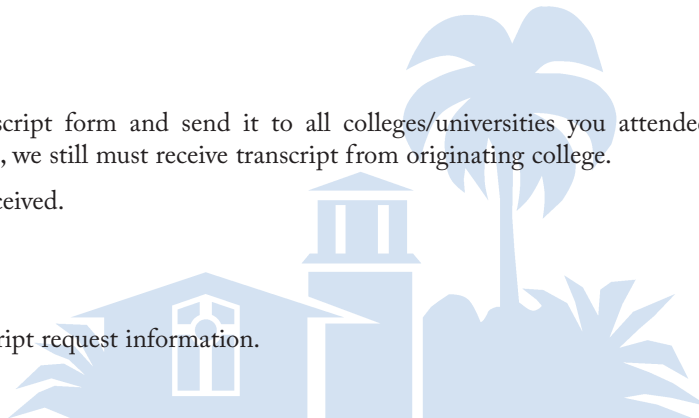 script form and send it to all colleges/universities you attended
, we still must receive transcript from originating college.
ceived.
ript request information.